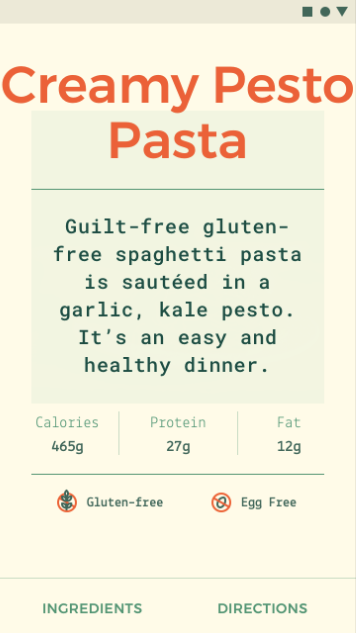 Creamy Pesto
Pasta
Guilt-free gluten-
free spaghetti pasta
is sautéed in a
garlic, kale pesto.
It’s an easy and
healthy dinner.
Calories Protein Fat
465g 27g 12g
Gluten-free Egg Free
INGREDIENTS DIRECTIONS